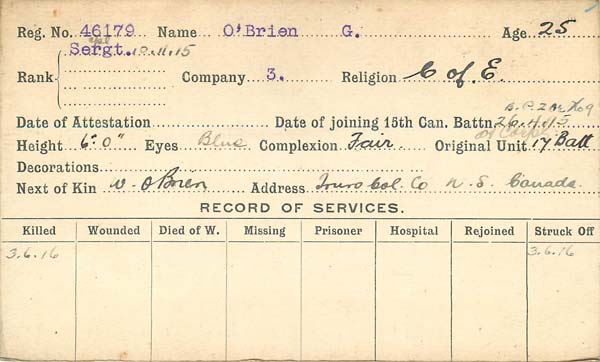 Reg. No. 46179 Name O'Brien G. Age 25
Sergt. 10.11.15
Rank Company 3. Religion C of E.
Date of Attestation Date of joining 15th Can. Battn. 26.11.15
Height 6'-0" Eyes Blue Complexion Fair Original Unit 17 Batt
Decorations
Next of Kin W. O'Brien Address Truro Col. Co N.S. Canada
RECORD OF SERVICES.
Killed Wounded Died of W. Missing Prisoner Hospital Rejoined Struck Off
3.6.16 3.6.16